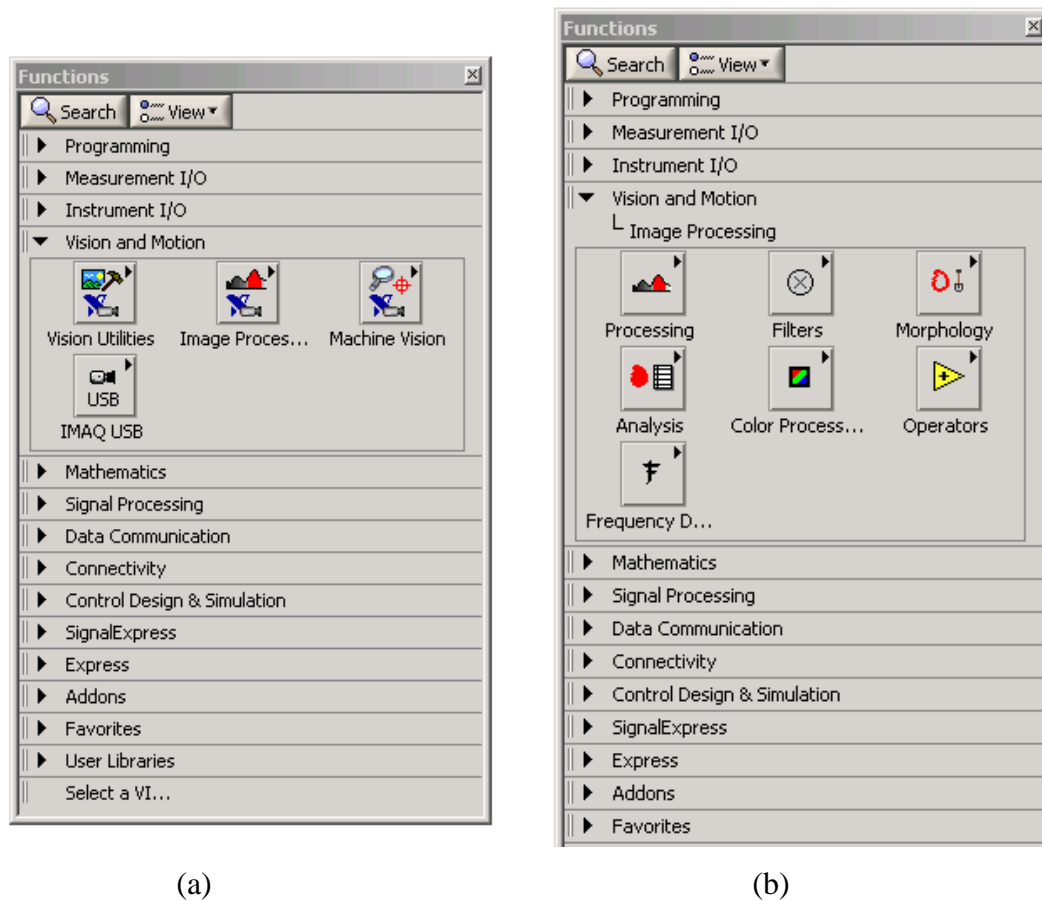 Functions
Search View
Programming
Measurement I/O
Instrument I/O
Vision and Motion
Vision Utilities Image Proces... Machine Vision
USB
IMAQ USB
Mathematics
Signal Processing
Data Communication
Connectivity
Control Design & Simulation
SignalExpress
Express
Addons
Favorites
User Libraries
Select a VI...
(a)
Functions
Search View
Programming
Measurement I/O
Instrument I/O
Vision and Motion
Image Processing
Processing Filters Morphology
Analysis Color Process... Operators
Frequency D...
Mathematics
Signal Processing
Data Communication
Connectivity
Control Design & Simulation
SignalExpress
Express
Addons
Favorites
(b)